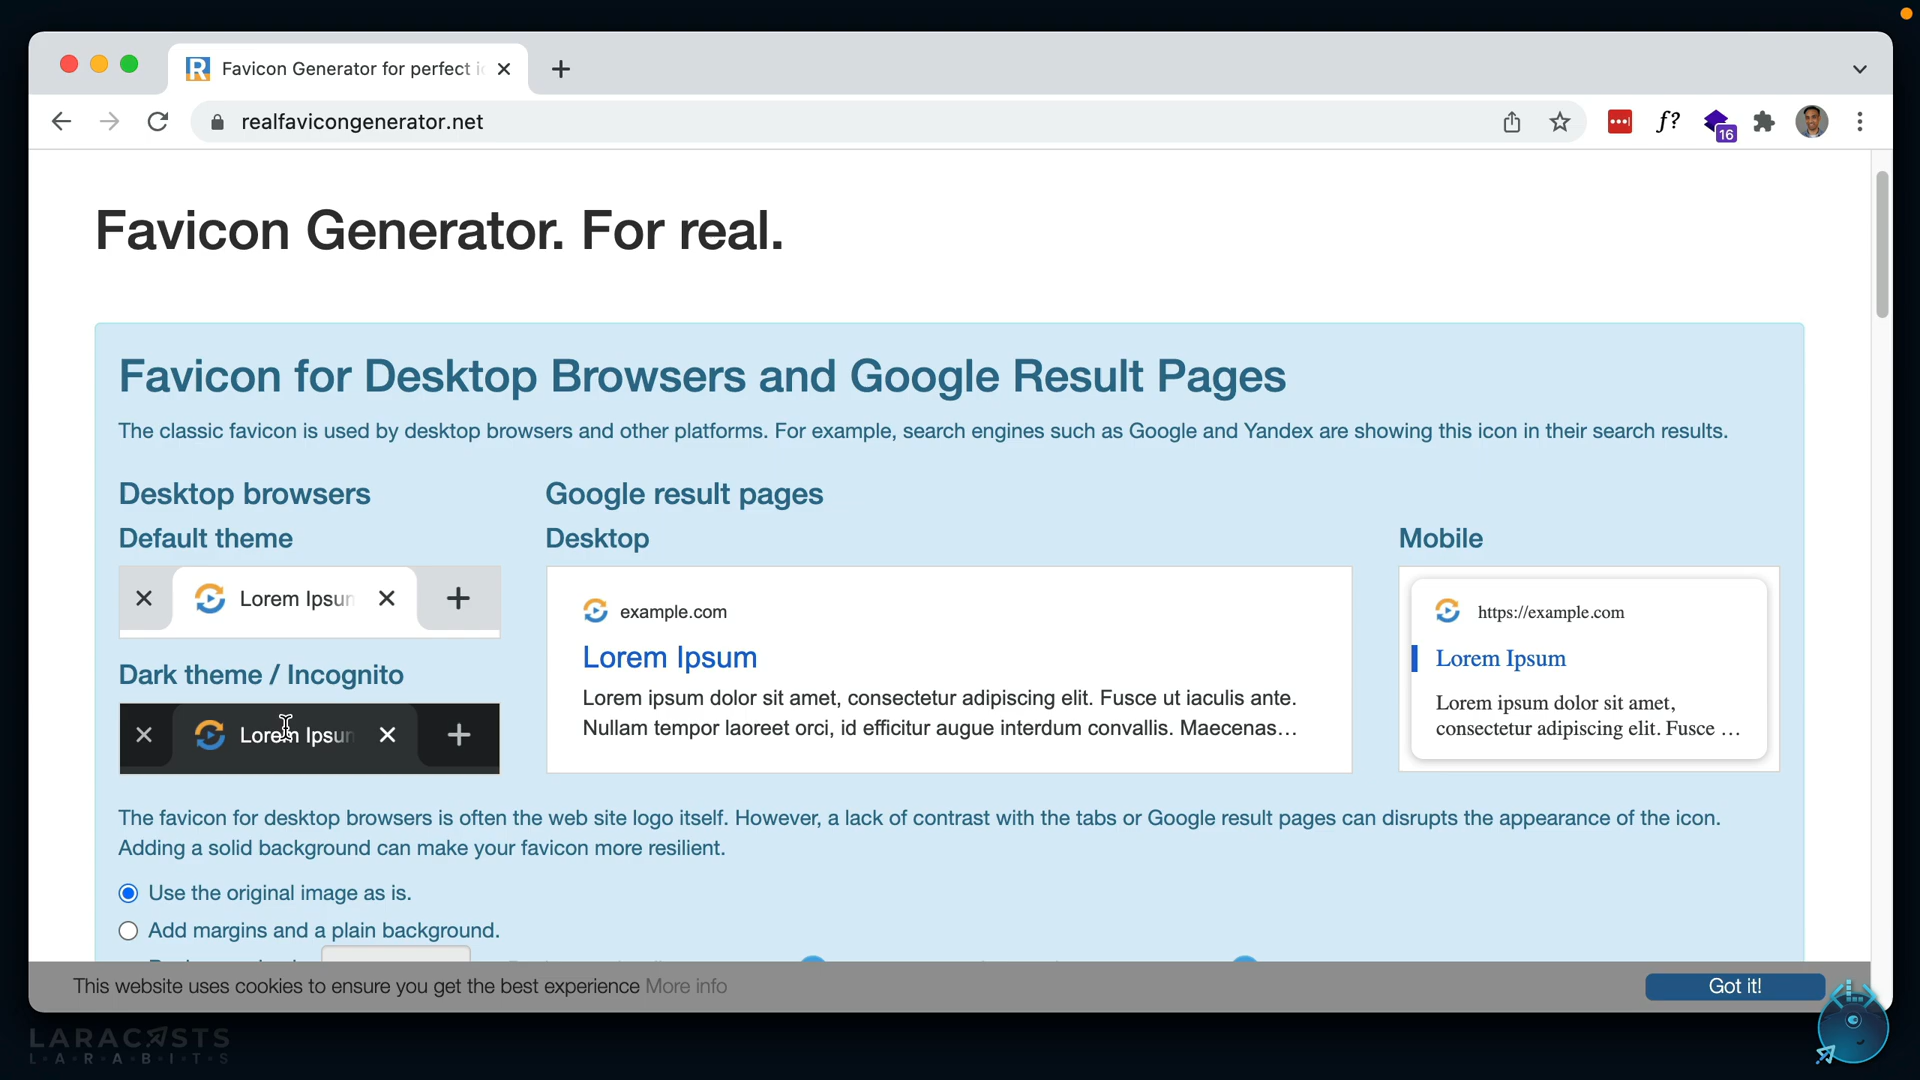 Favicon Generator for perfect i
realfavicongenerator.net
f?
16
Favicon Generator. For real.
Favicon for Desktop Browsers and Google Result Pages
The classic favicon is used by desktop browsers and other platforms. For example, search engines such as Google and Yandex are showing this icon in their search results.
Desktop browsers
Google result pages
Default theme
Desktop
Mobile
Lorem Ipsum
example.com
https://example.com
Lorem Ipsum
Lorem Ipsum
Lorem ipsum dolor sit amet, consectetur adipiscing elit. Fusce ut iaculis ante.
Nullam tempor laoreet orci, id efficitur augue interdum convallis. Maecenas...
Lorem ipsum dolor sit amet,
consectetur adipiscing elit. Fusce ...
Dark theme / Incognito
Lorem Ipsum
The favicon for desktop browsers is often the web site logo itself. However, a lack of contrast with the tabs or Google result pages can disrupts the appearance of the icon.
Adding a solid background can make your favicon more resilient.
Use the original image as is.
Add margins and a plain background.
This website uses cookies to ensure you get the best experience More info
Got it!
LARACASTS
L·A·R·A·B·I·T·S